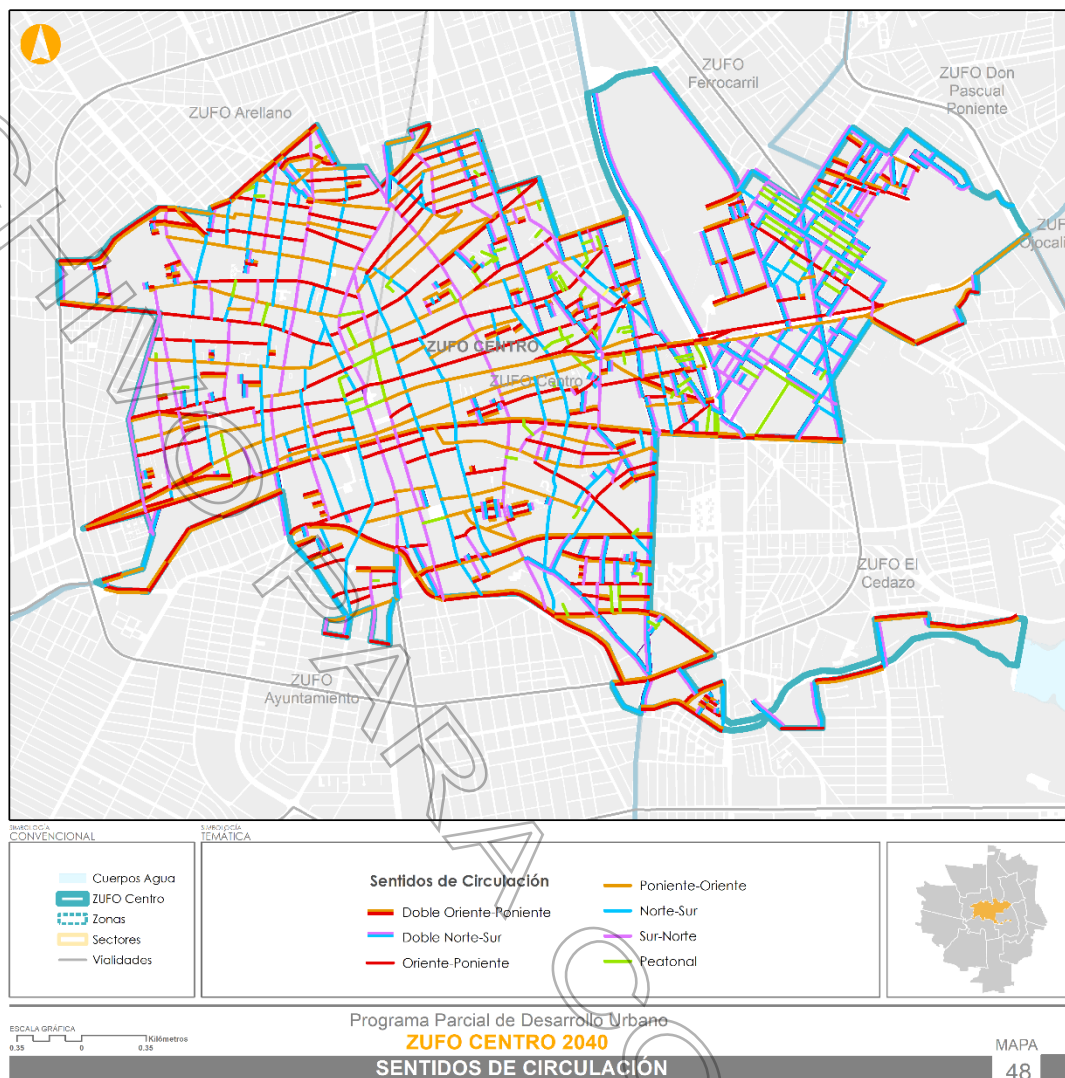 ZUFO
Ferrocarril
ZUFO Don
Pascual
Poniente
ZUFO Arellano
ZUF
Ojocali
ZUFO CENTRO
ZUFO Centro
ZUFO El
Cedazo
ZUFO
Ayuntamiento
SIMBOLOGÍA
CONVENCIONAL
Cuerpos Agua
ZUFO Centro
Zonas
Sectores
Vialidades
SIMBOLOGÍA
TEMÁTICA
Sentidos de Circulación
Doble Oriente-Poniente
Doble Norte-Sur
Oriente-Poniente
Poniente-Oriente
Norte-Sur
Sur-Norte
Peatonal
ESCALA GRÁFICA
0.35 0 0.35 Kilómetros
Programa Parcial de Desarrollo Urbano
ZUFO CENTRO 2040
SENTIDOS DE CIRCULACIÓN
MAPA
48